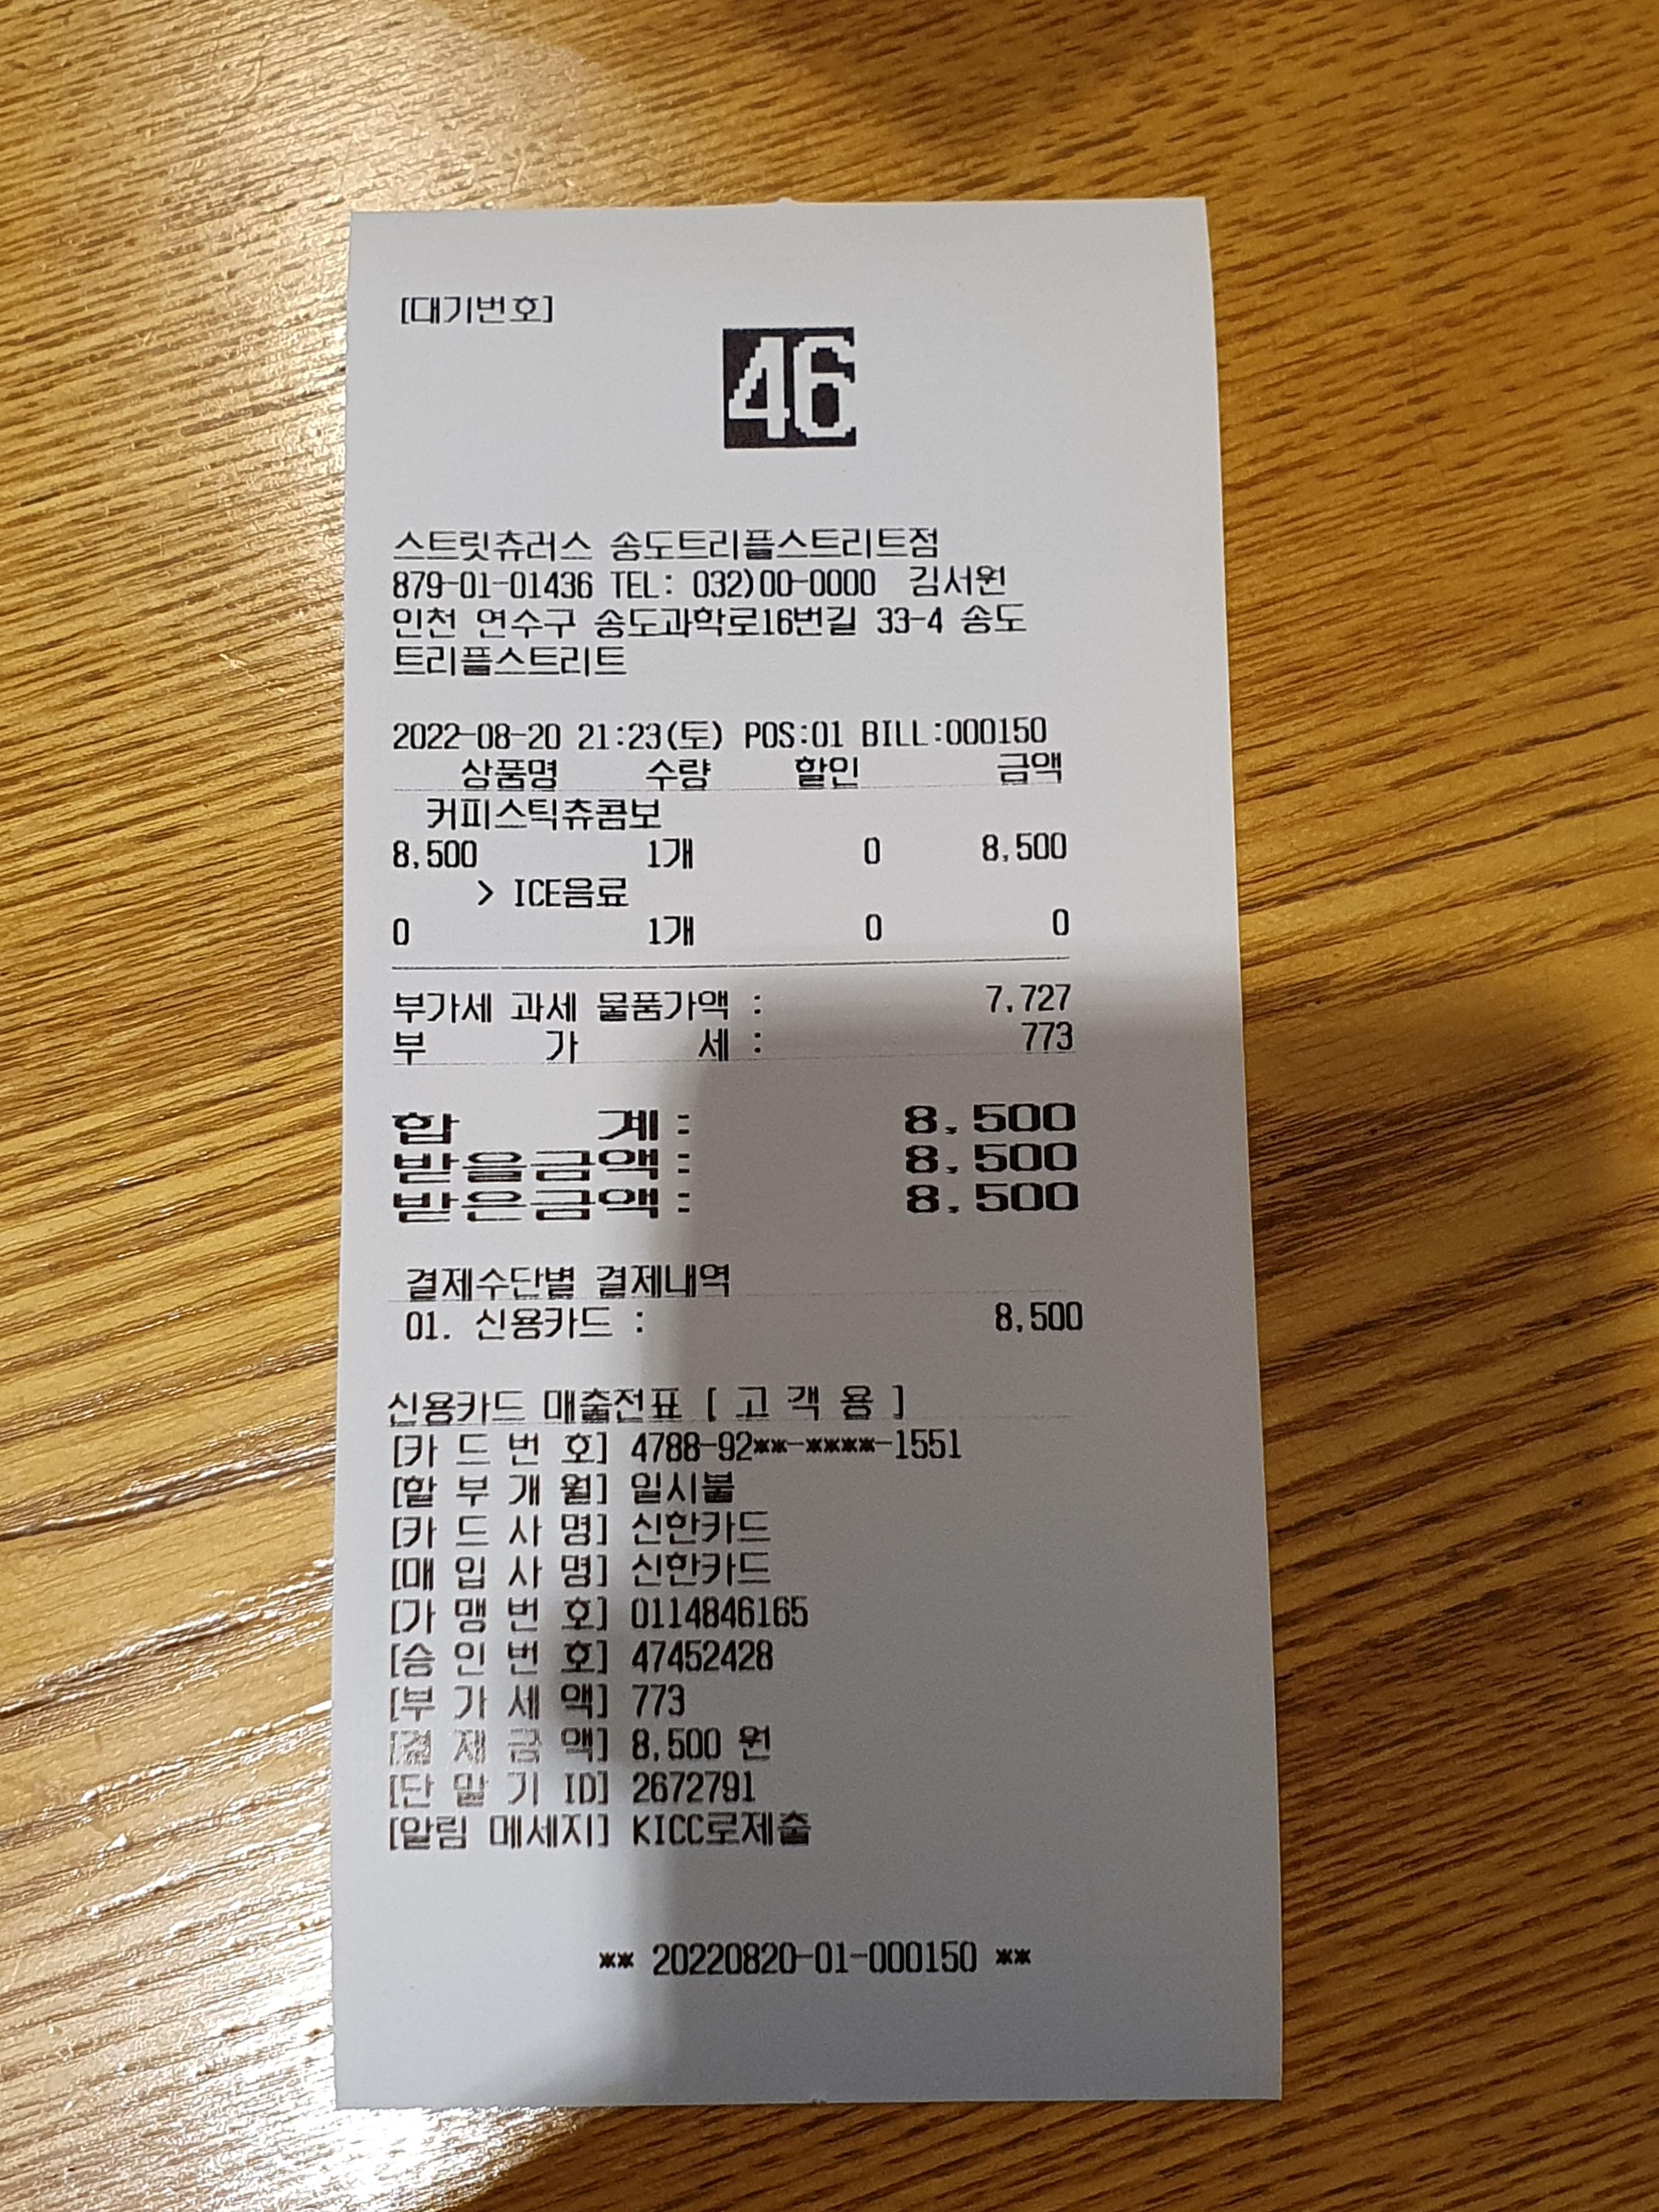 [대기번호]
46
스트릿츄러스 송도트리플스트리트점
879-01-01436 TEL: 032)00-0000 김서원
인천 연수구 송도과학로16번길 33-4 송도
트리플스트리트
2022-08-20 21:23(토) POS:01 BILL:000150
상품명 수량 할인 금액
커피스틱츄콤보
8,500 1개 0 8,500
> ICE음료
0 1개 0 0
부가세 과세 물품가액 : 7,727
부 가 세 : 773
합 계: 8,500
받을금액: 8,500
받은금액: 8,500
결제수단별 결제내역
01. 신용카드 : 8,500
신용카드 매출전표 [ 고 객 용 ]
[카 드 번 호] 4788-92**-****-1551
[할 부 개 월] 일시불
[카 드 사 명] 신한카드
[매 입 사 명] 신한카드
[가 맹 번 호] 0114846165
[승 인 번 호] 47452428
[부 가 세 액] 773
[결 제 금 액] 8,500 원
[단 말 기 ID] 2672791
[알림 메세지] KICC로제출
** 20220820-01-000150 **